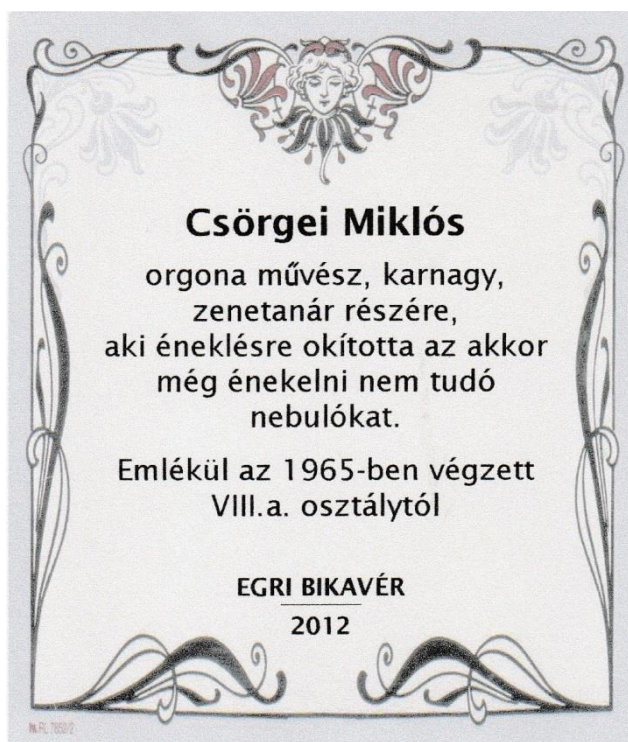 Csörgei Miklós
orgona művész, karnagy,
zenetanár részére,
aki éneklésre okította az akkor
még énekelni nem tudó
nebulókat.
Emlékül az 1965-ben végzett
VIII.a. osztálytól
EGRI BIKAVÉR
2012